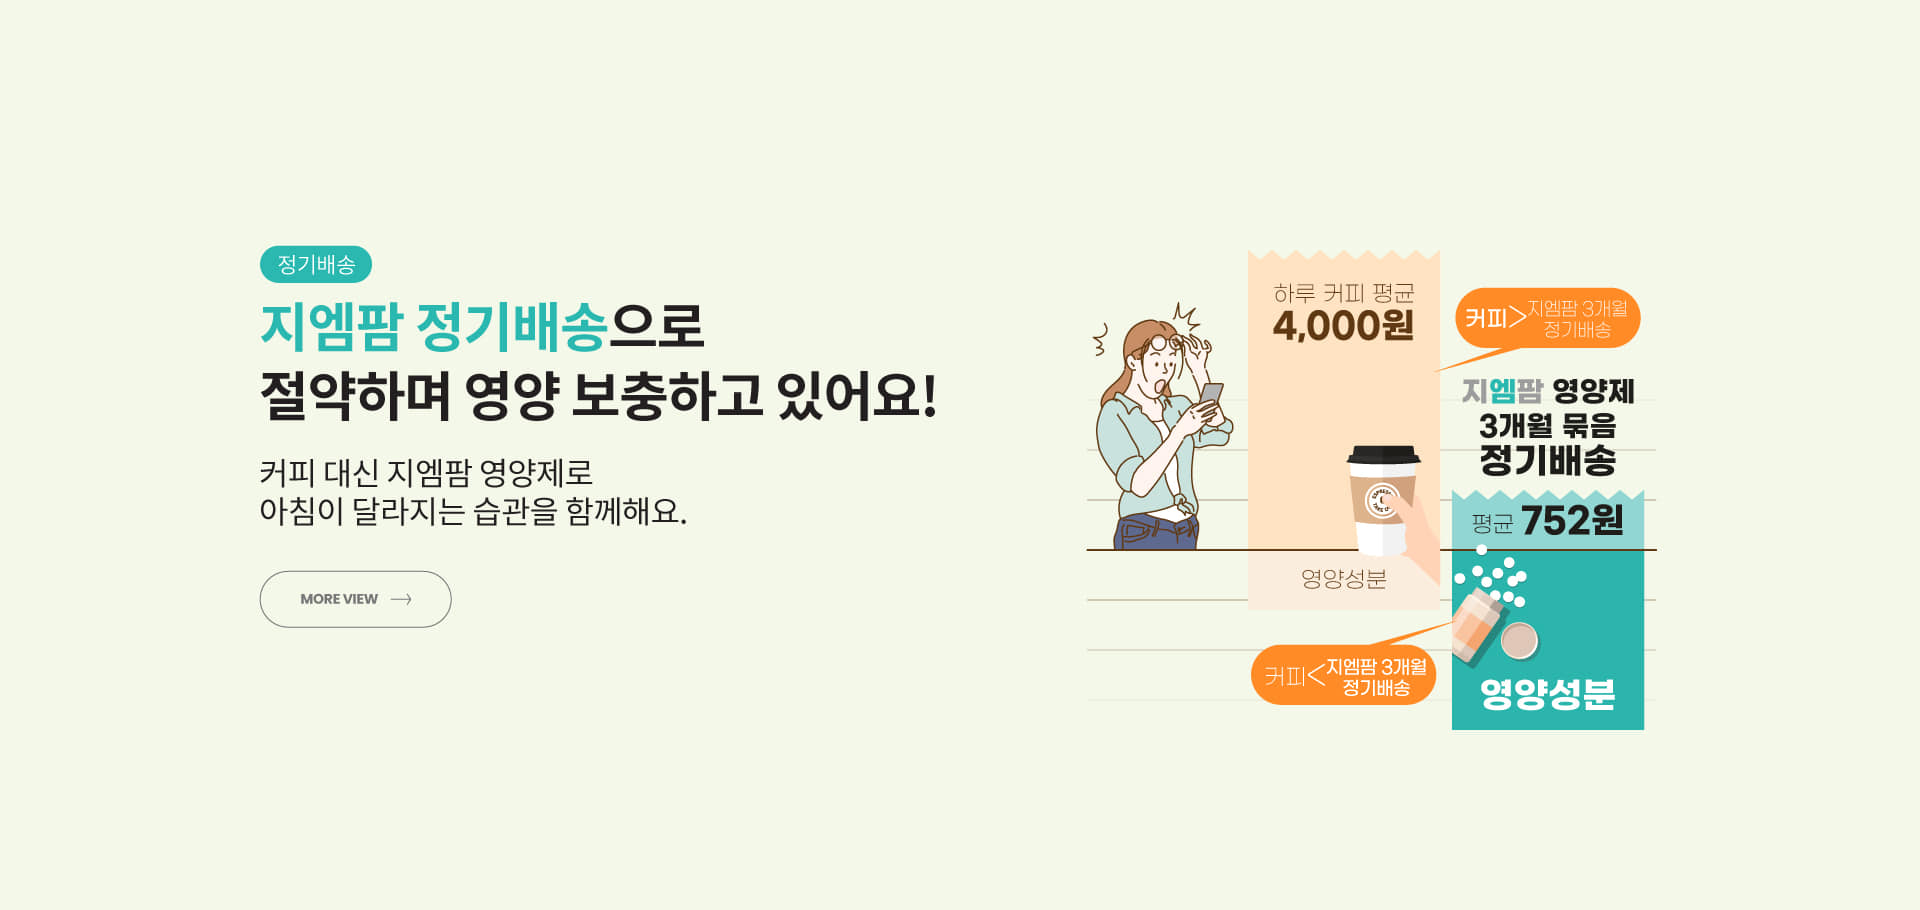 정기배송
지엠팜 정기배송으로
절약하며 영양 보충하고 있어요!
커피 대신 지엠팜 영양제로
아침이 달라지는 습관을 함께해요.
MORE VIEW
하루 커피 평균
4,000원
영양성분
커피>지엠팜 3개월
정기배송
지엠팜 영양제
3개월 묶음
정기배송
평균 752원
영양성분
커피<지엠팜 3개월
정기배송